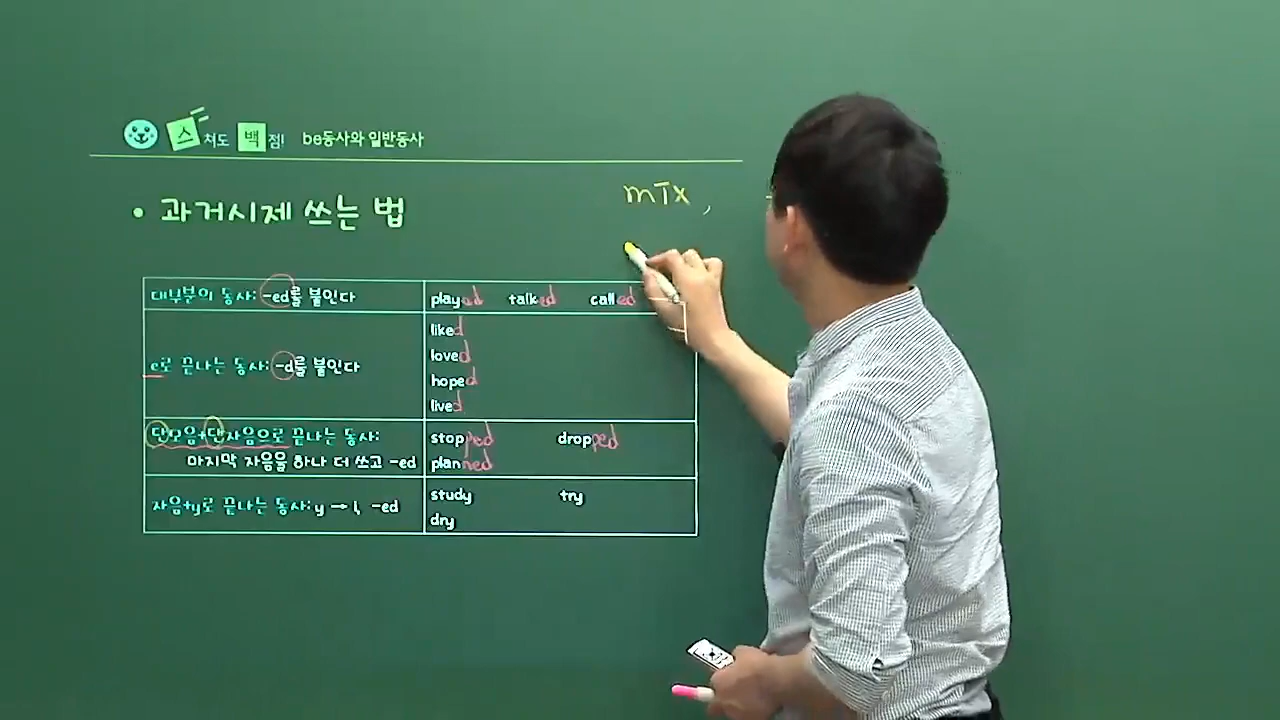 스쳐도 백점! be동사와 일반동사
• 과거시제 쓰는 법
mix,
대부분의 동사: -ed를 붙인다
played talked called
e로 끝나는 동사: -d를 붙인다
liked
loved
hoped
lived
단모음+단자음으로 끝나는 동사:
마지막 자음을 하나 더 쓰고 -ed
stopped dropped
planned
자음+y로 끝나는 동사: y → i, -ed
study try
dry